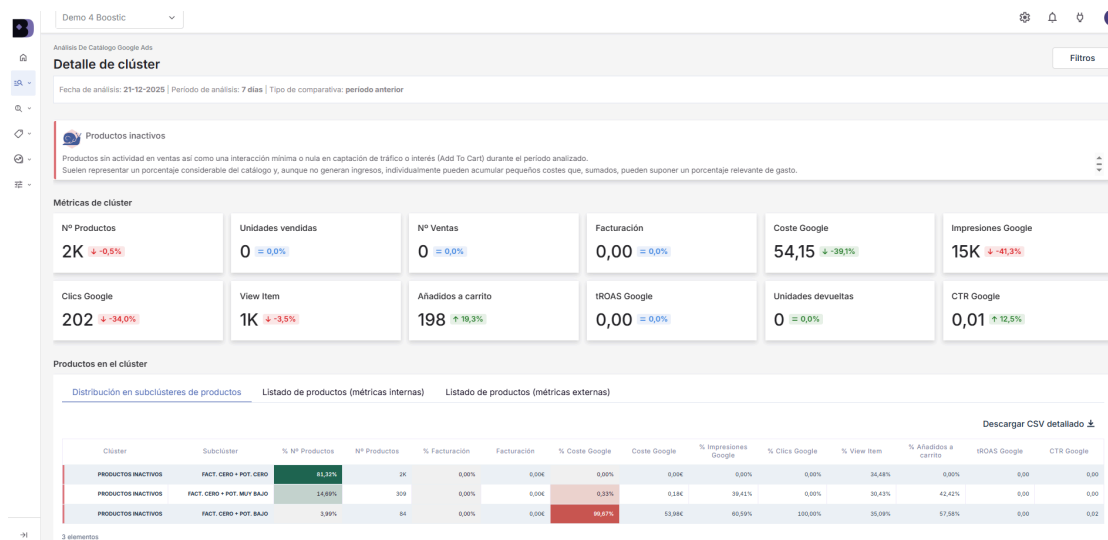 Demo 4 Boostic
Análisis De Catálogo Google Ads
Detalle de clúster
Filtros
Fecha de análisis: 21-12-2025 | Período de análisis: 7 días | Tipo de comparativa: período anterior
Productos inactivos
Productos sin actividad en ventas así como una interacción mínima o nula en captación de tráfico o interés (Add To Cart) durante el período analizado.
Suelen representar un porcentaje considerable del catálogo y, aunque no generan ingresos, individualmente pueden acumular pequeños costes que, sumados, pueden suponer un porcentaje relevante de gasto.
Métricas de clúster
Nº Productos Unidades vendidas Nº Ventas Facturación Coste Google Impresiones Google
2K ↓ -0,5% 0 = 0,0% 0 = 0,0% 0,00 = 0,0% 54,15 ↓ -39,1% 15K ↓ -41,3%
Clics Google View Item Añadidos a carrito tROAS Google Unidades devueltas CTR Google
202 ↓ -34,0% 1K ↓ -3,5% 198 ↑ 19,3% 0,00 = 0,0% 0 = 0,0% 0,01 ↑ 12,5%
Productos en el clúster
Distribución en subclústeres de productos Listado de productos (métricas internas) Listado de productos (métricas externas)
Descargar CSV detallado
Clúster Subclúster % Nº Productos Nº Productos % Facturación Facturación % Coste Google Coste Google % Impresiones Google % Clics Google % View Item % Añadidos a carrito tROAS Google CTR Google
PRODUCTOS INACTIVOS FACT. CERO + POT. CERO 81,32% 2K 0,00% 0,00€ 0,00% 0,00€ 0,00% 0,00% 34,48% 0,00% 0,00 0,00
PRODUCTOS INACTIVOS FACT. CERO + POT. MUY BAJO 14,69% 309 0,00% 0,00€ 0,33% 0,18€ 39,41% 0,00% 30,43% 42,42% 0,00 0,00
PRODUCTOS INACTIVOS FACT. CERO + POT. BAJO 3,99% 84 0,00% 0,00€ 99,67% 53,98€ 60,59% 100,00% 35,09% 57,58% 0,00 0,02
3 elementos